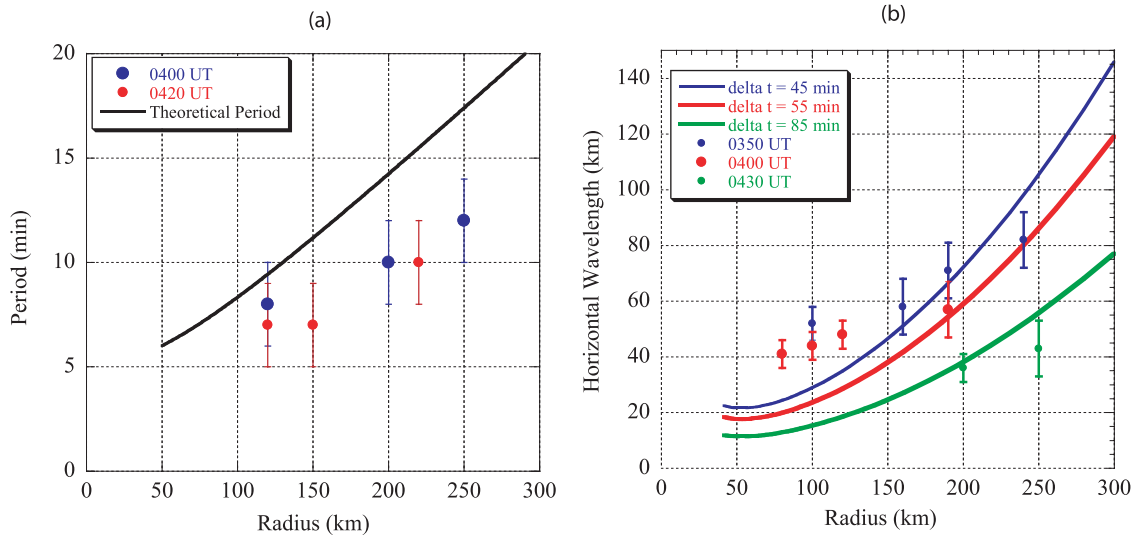 (a)
20
15
10
5
0
0 50 100 150 200 250 300
Period (min)
Radius (km)
0400 UT
0420 UT
Theoretical Period
(b)
140
120
100
80
60
40
20
0
50 100 150 200 250 300
Horizontal Wavelength (km)
Radius (km)
delta t = 45 min
delta t = 55 min
delta t = 85 min
0350 UT
0400 UT
0430 UT